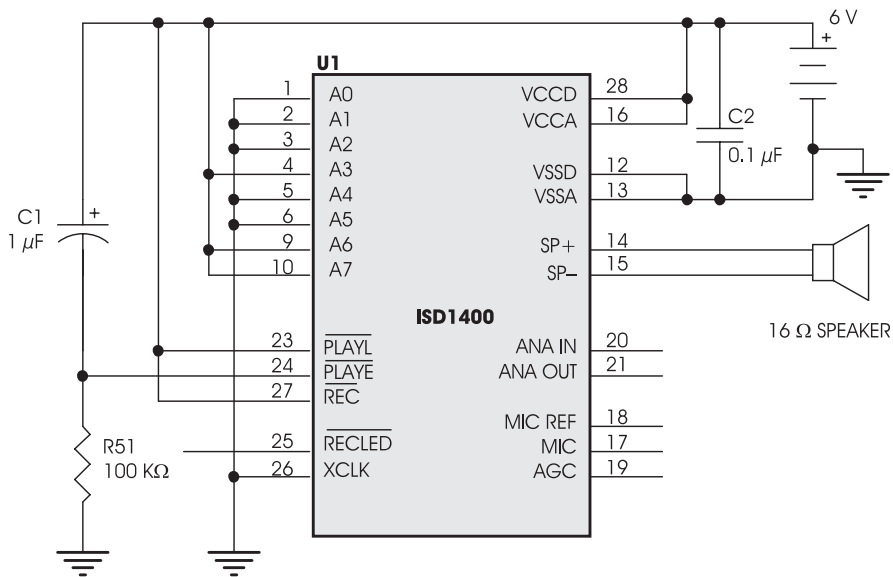 6 V
+
U1
1 A0 VCCD 28
2 A1 VCCA 16
3 A2
4 A3 VSSD 12
5 A4 VSSA 13
6 A5
9 A6 SP+ 14
10 A7 SP– 15
C2
0.1 µF
C1 +
1 µF
ISD1400
16 Ω SPEAKER
23 PLAYL ANA IN 20
24 PLAYE ANA OUT 21
27 REC
MIC REF 18
25 RECLED MIC 17
26 XCLK AGC 19
R51
100 KΩ